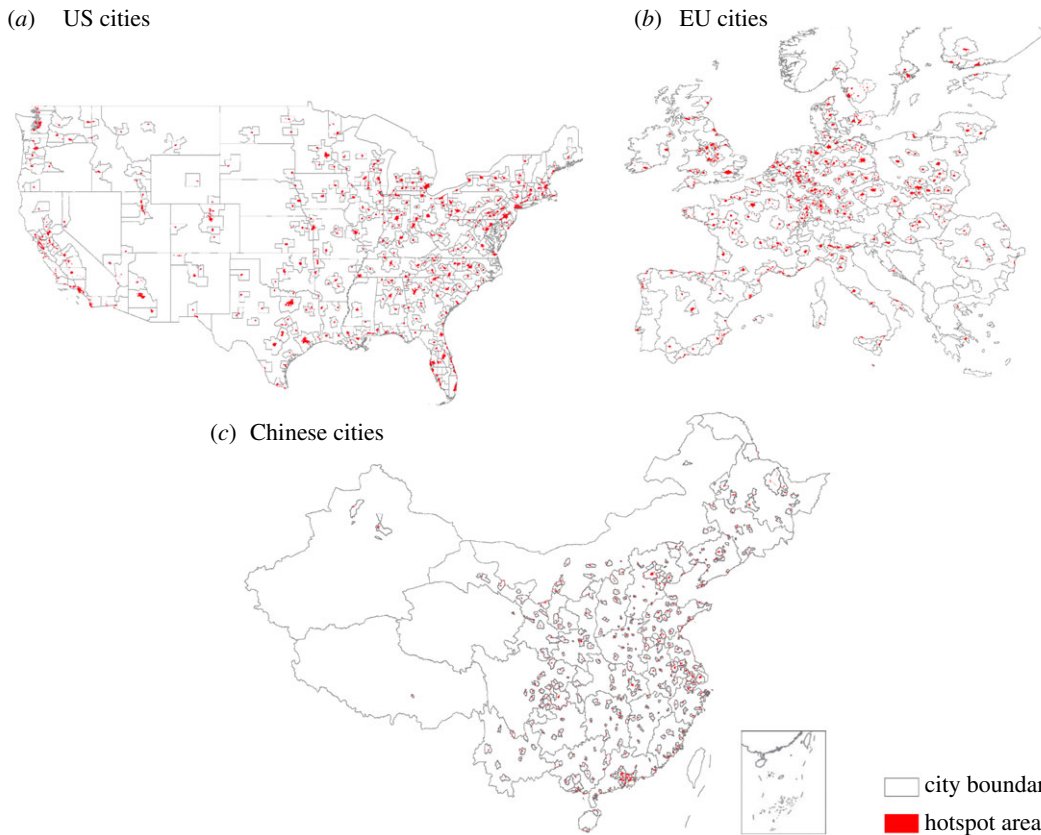 (a) US cities
(b) EU cities
(c) Chinese cities
city boundar
hotspot area